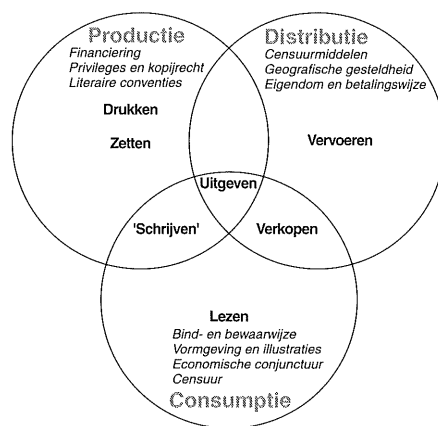 Productie
Financiering
Privileges en kopijrecht
Literaire conventies
Drukken
Zetten
Distributie
Censuurmiddelen
Geografische gesteldheid
Eigendom en betalingswijze
Vervoeren
Uitgeven
'Schrijven'
Verkopen
Lezen
Bind- en bewaarwijze
Vormgeving en illustraties
Economische conjunctuur
Censuur
Consumptie